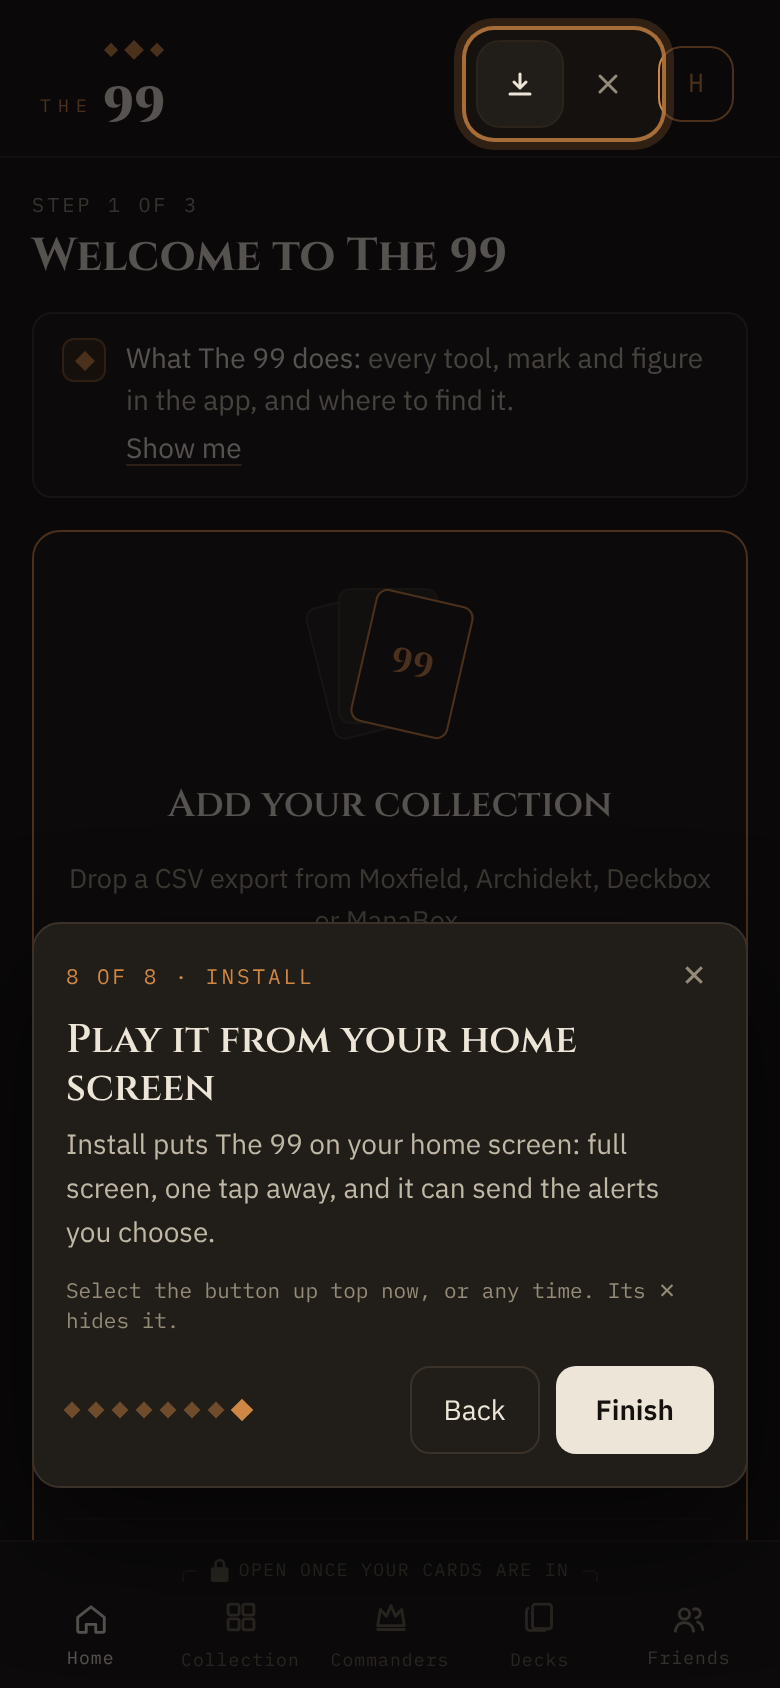 THE 99
H
STEP 1 OF 3
WELCOME TO THE 99
What The 99 does: every tool, mark and figure
in the app, and where to find it.
Show me
99
ADD YOUR COLLECTION
Drop a CSV export from Moxfield, Archidekt, Deckbox
or ManaBox
8 OF 8 · INSTALL
PLAY IT FROM YOUR HOME
SCREEN
Install puts The 99 on your home screen: full
screen, one tap away, and it can send the alerts
you choose.
Select the button up top now, or any time. Its ✕
hides it.
Back
Finish
OPEN ONCE YOUR CARDS ARE IN
Home
Collection
Commanders
Decks
Friends